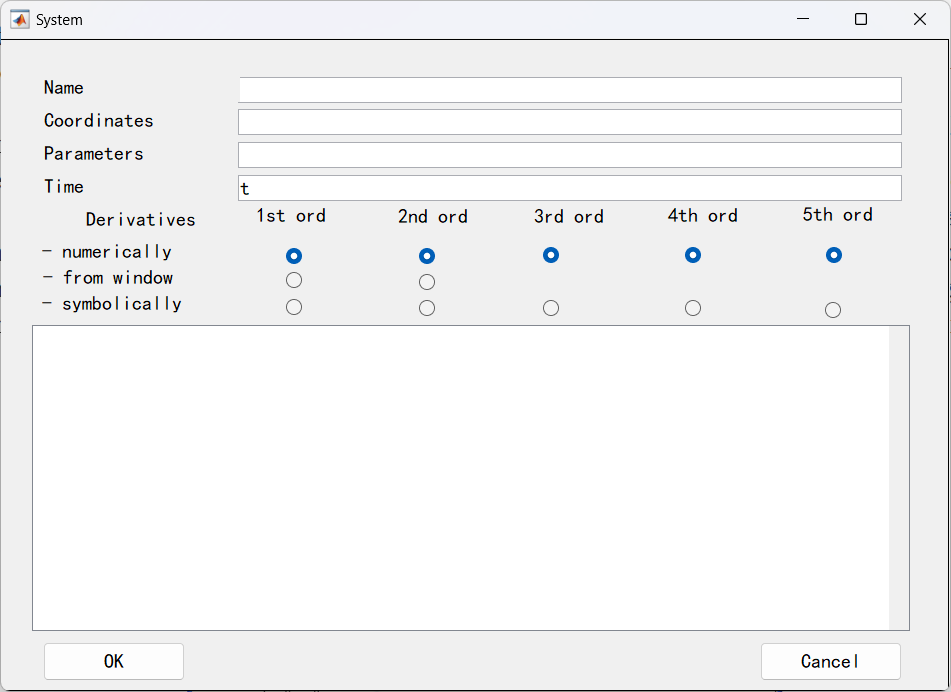 System
Name
Coordinates
Parameters
Time t
Derivatives 1st ord 2nd ord 3rd ord 4th ord 5th ord
- numerically
- from window
- symbolically
OK Cancel